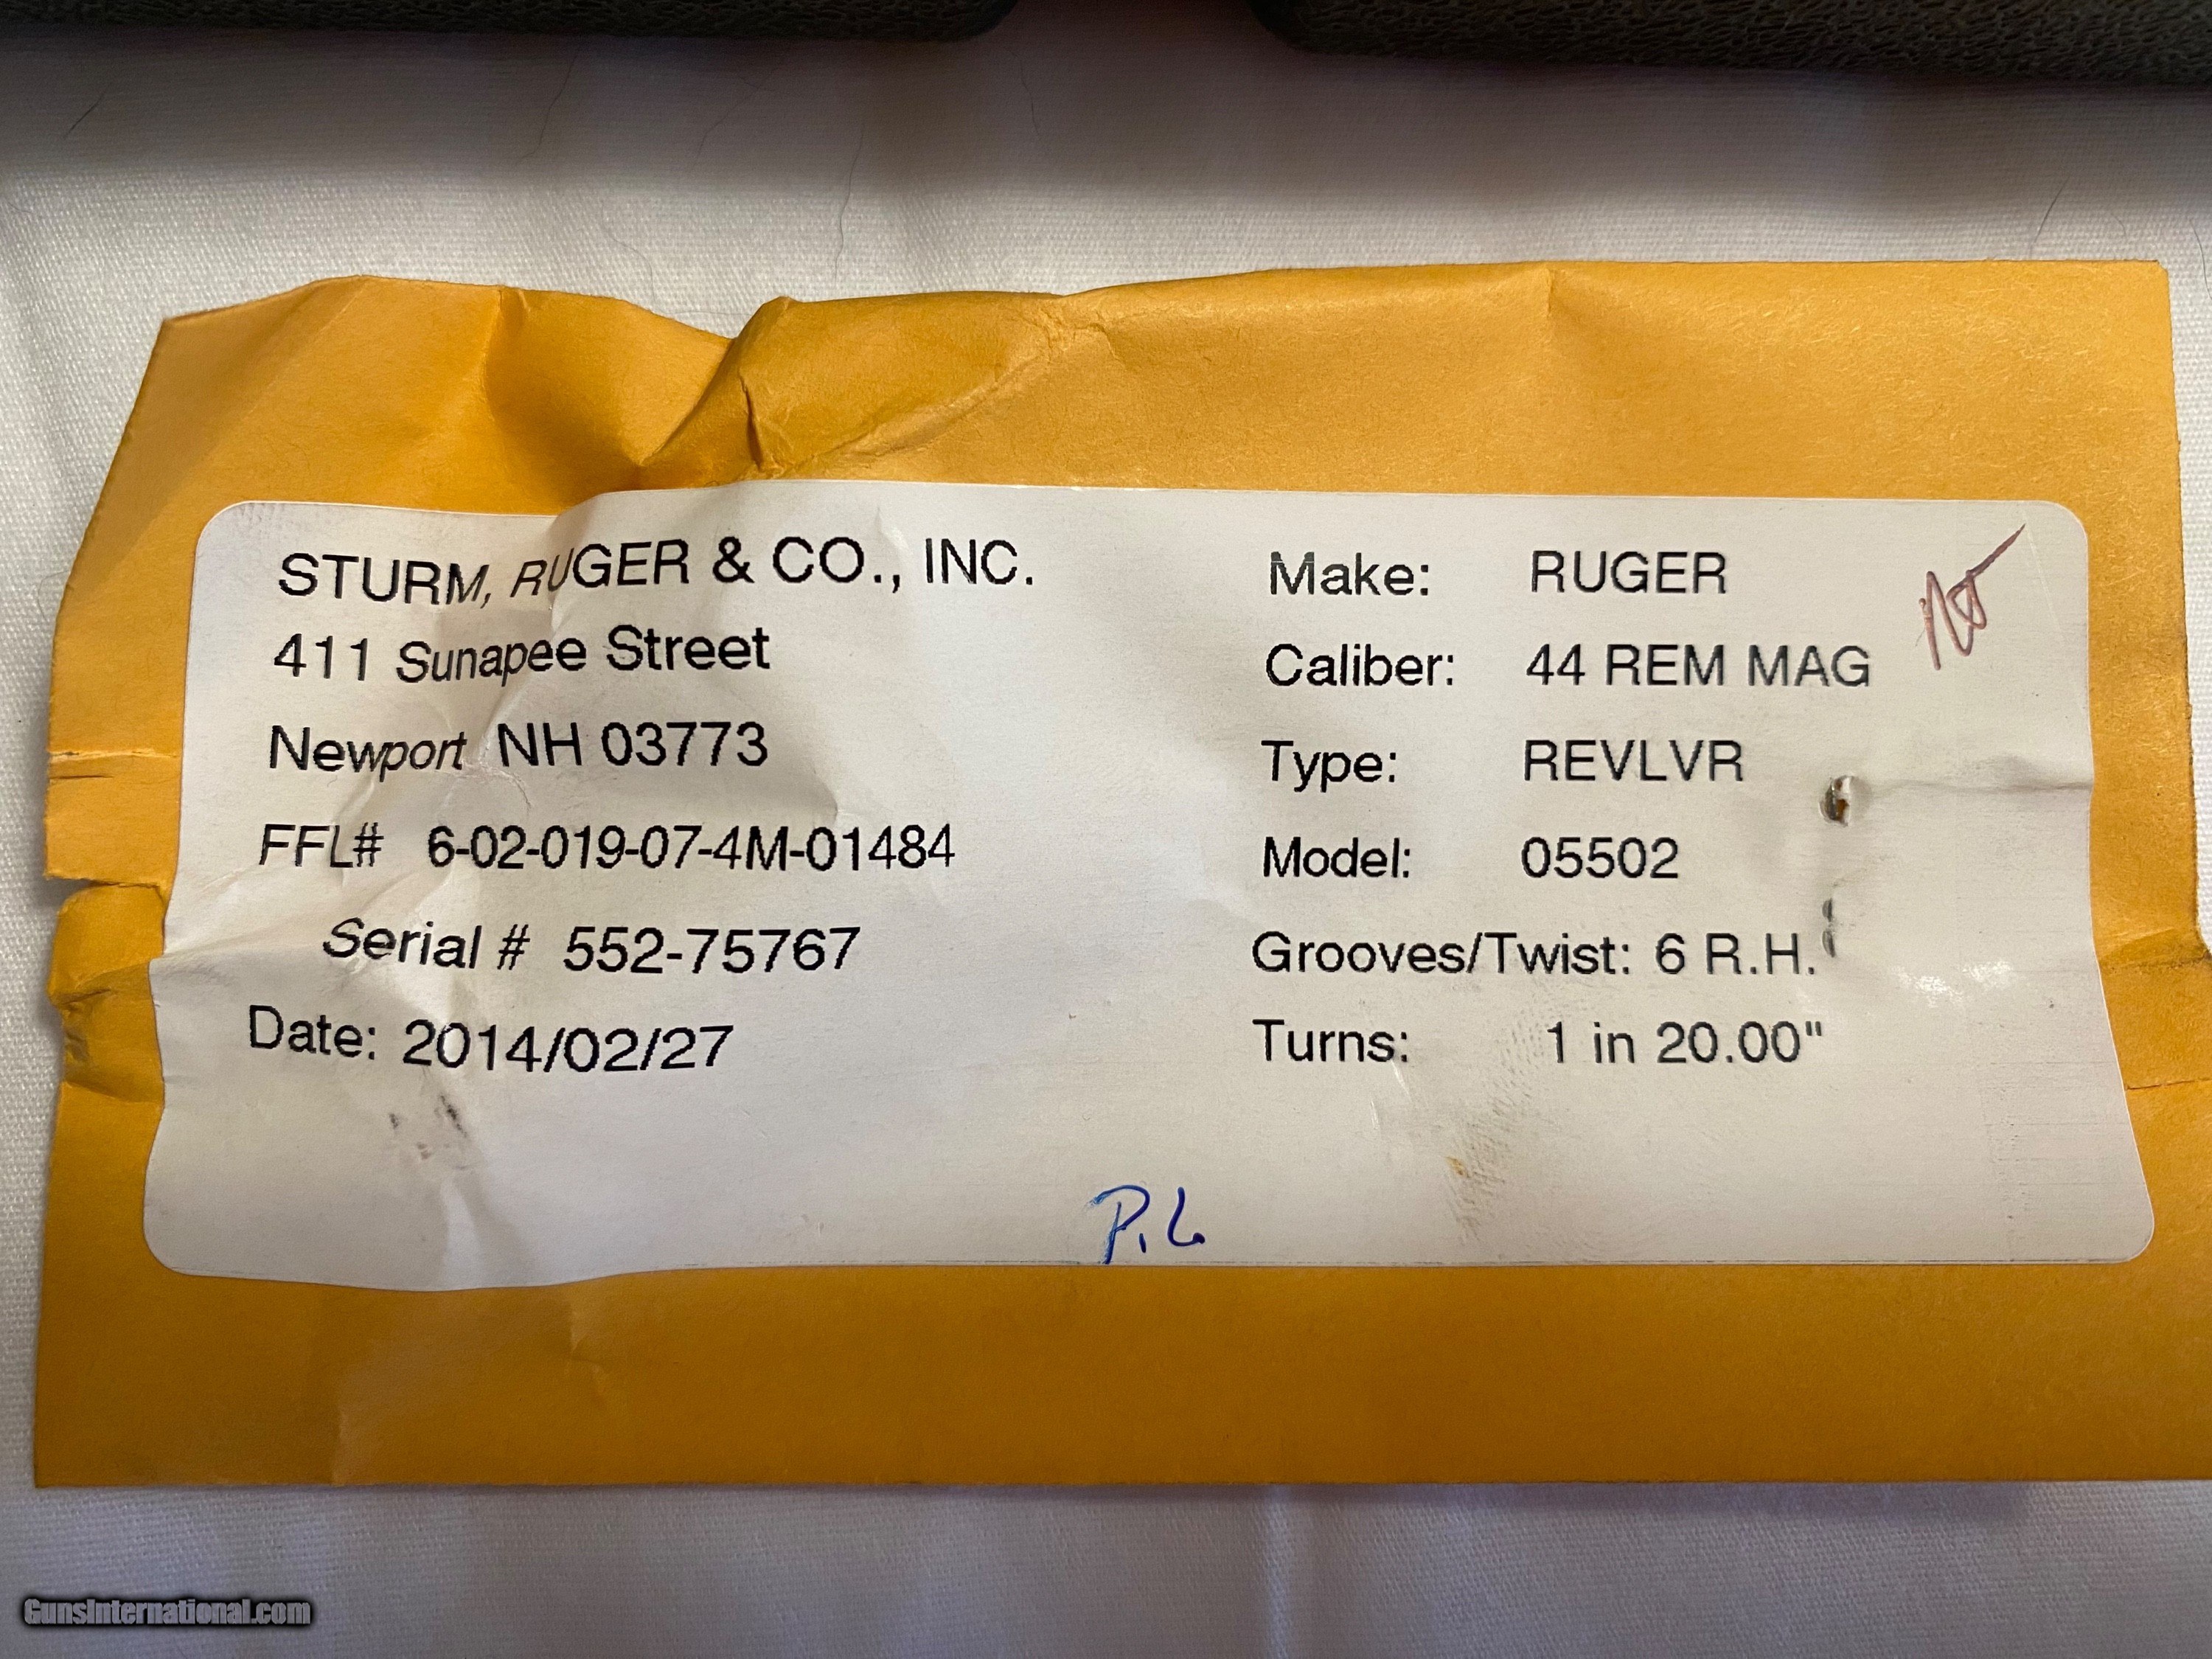 STURM, RUGER & CO., INC.
411 Sunapee Street
Newport NH 03773
FFL# 6-02-019-07-4M-01484
Serial # 552-75767
Date: 2014/02/27
Make: RUGER
Caliber: 44 REM MAG
Type: REVLVR
Model: 05502
Grooves/Twist: 6 R.H.
Turns: 1 in 20.00"
GunsInternational.com